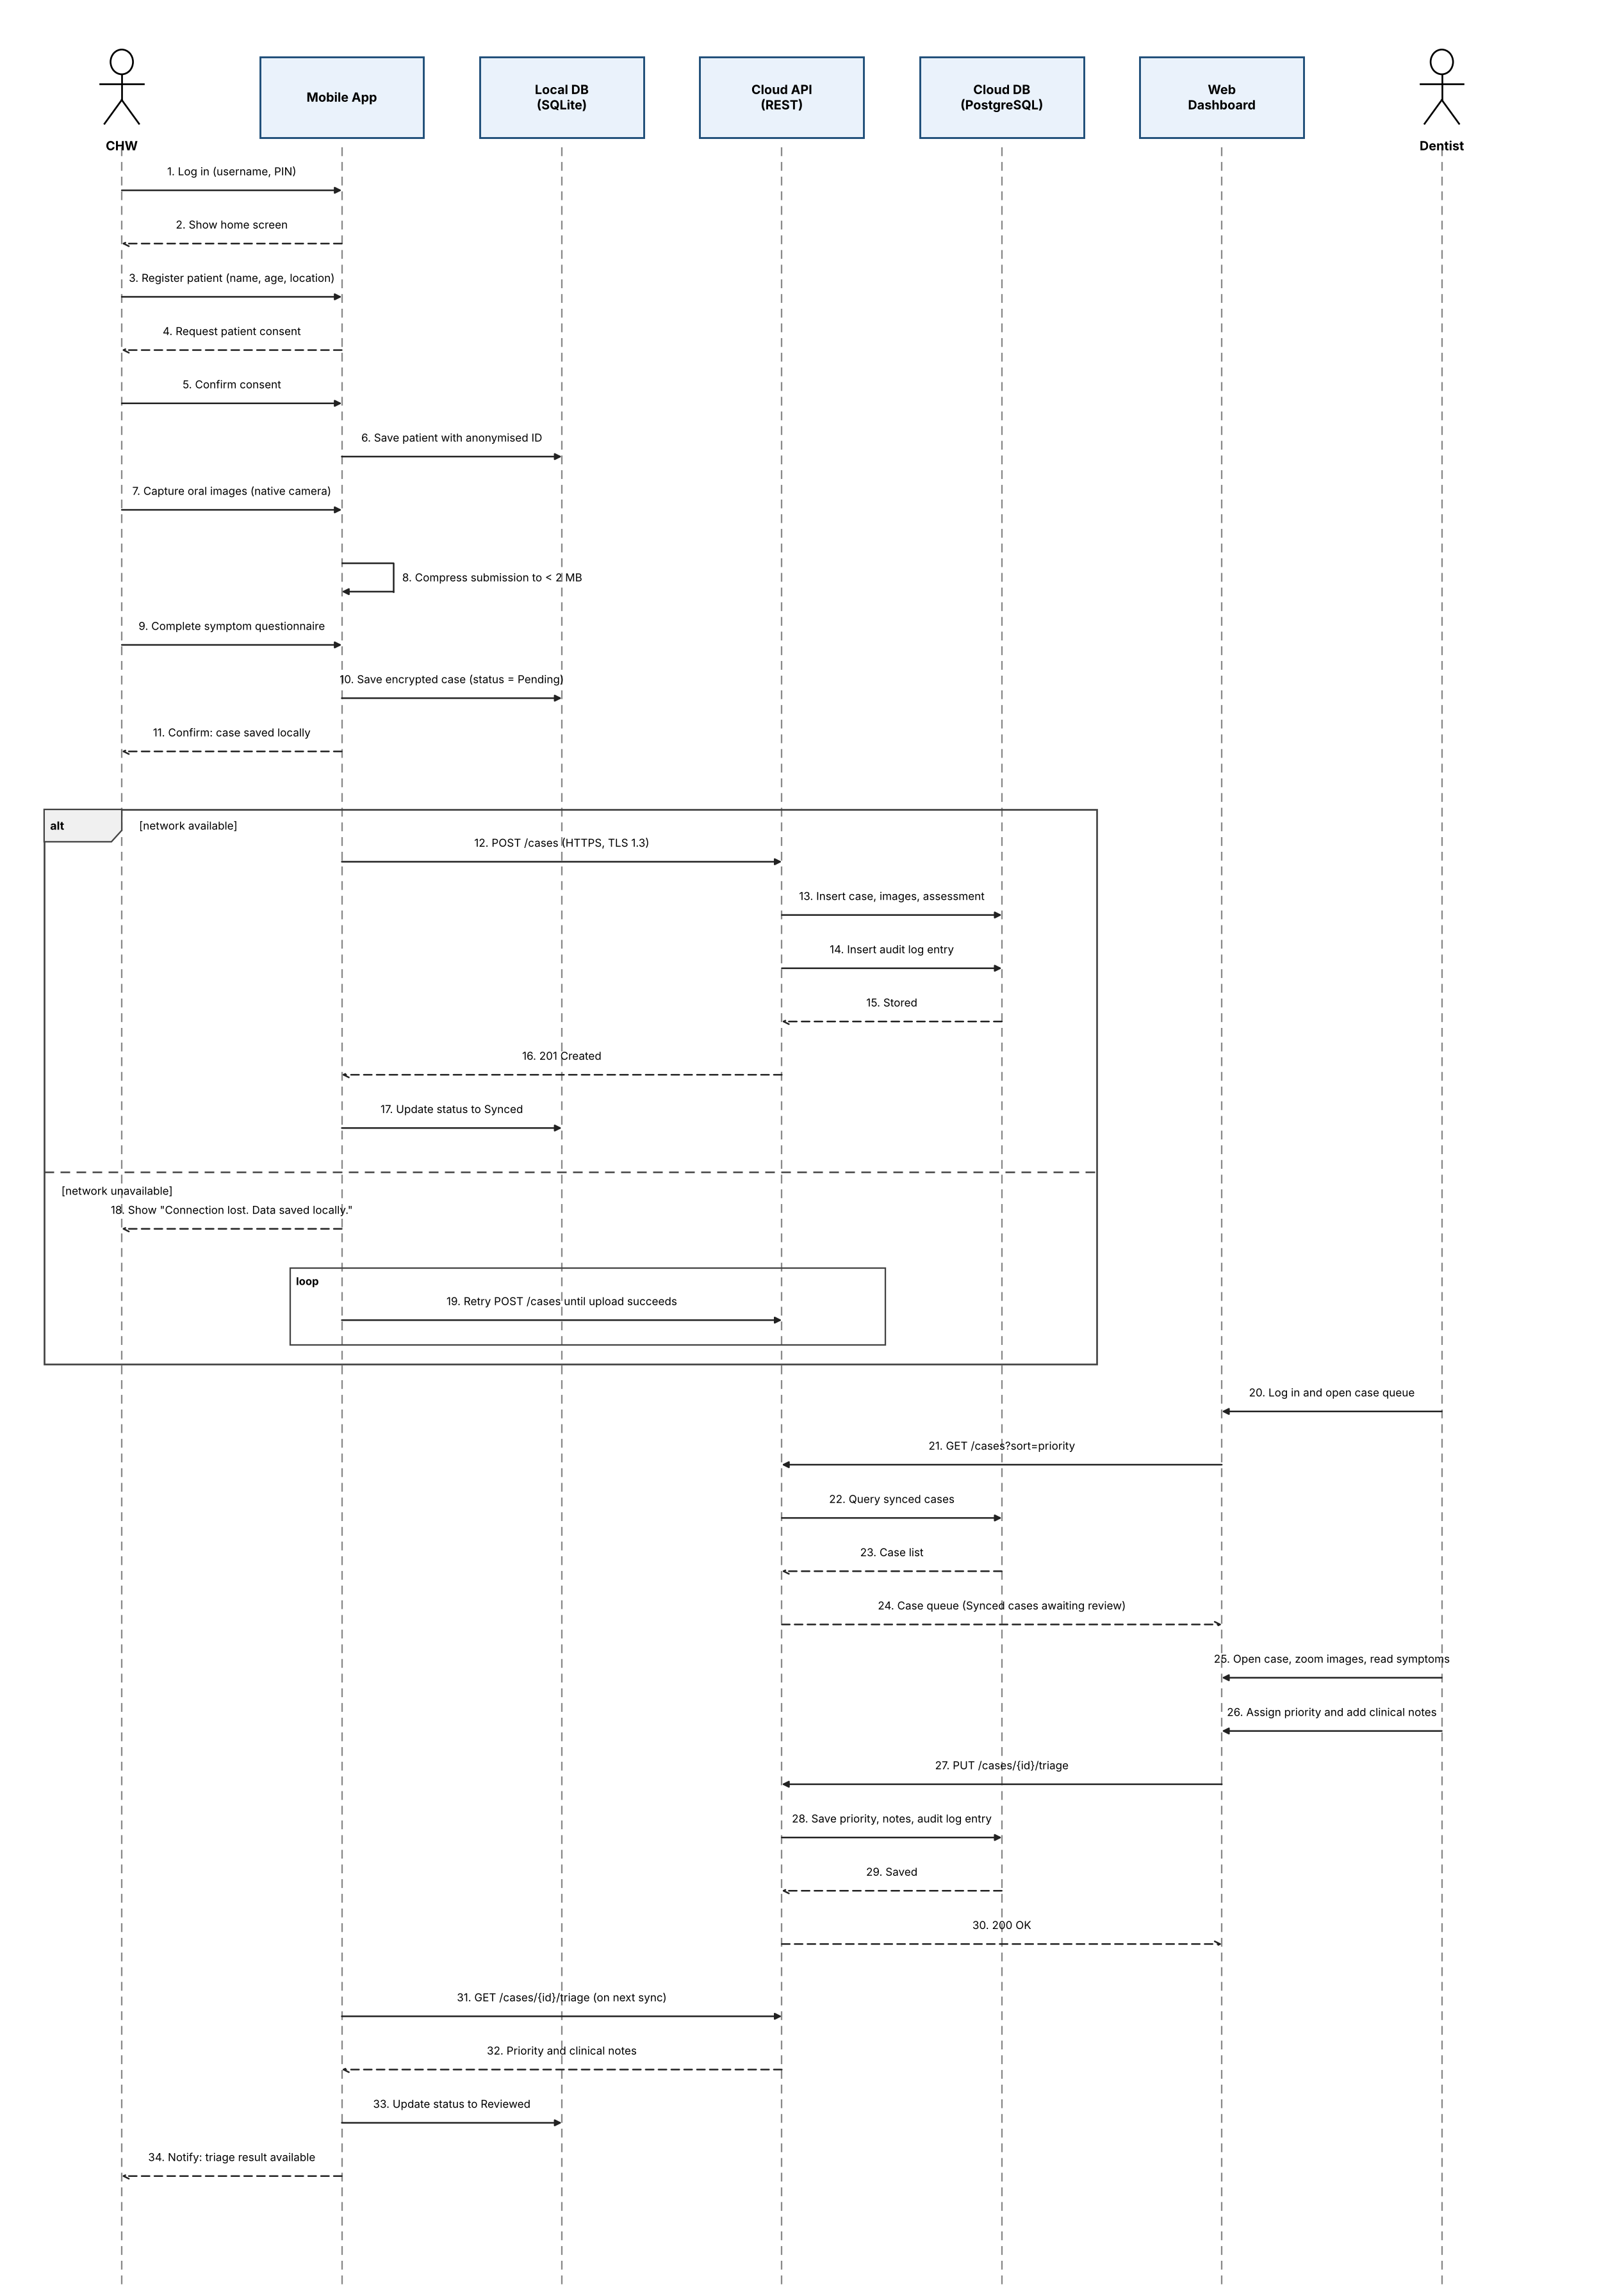 CHW
Mobile App
Local DB
(SQLite)
Cloud API
(REST)
Cloud DB
(PostgreSQL)
Web
Dashboard
Dentist
1. Log in (username, PIN)
2. Show home screen
3. Register patient (name, age, location)
4. Request patient consent
5. Confirm consent
6. Save patient with anonymised ID
7. Capture oral images (native camera)
8. Compress submission to < 2 MB
9. Complete symptom questionnaire
10. Save encrypted case (status = Pending)
11. Confirm: case saved locally
alt
[network available]
12. POST /cases (HTTPS, TLS 1.3)
13. Insert case, images, assessment
14. Insert audit log entry
15. Stored
16. 201 Created
17. Update status to Synced
[network unavailable]
18. Show "Connection lost. Data saved locally."
loop
19. Retry POST /cases until upload succeeds
20. Log in and open case queue
21. GET /cases?sort=priority
22. Query synced cases
23. Case list
24. Case queue (Synced cases awaiting review)
25. Open case, zoom images, read symptoms
26. Assign priority and add clinical notes
27. PUT /cases/{id}/triage
28. Save priority, notes, audit log entry
29. Saved
30. 200 OK
31. GET /cases/{id}/triage (on next sync)
32. Priority and clinical notes
33. Update status to Reviewed
34. Notify: triage result available